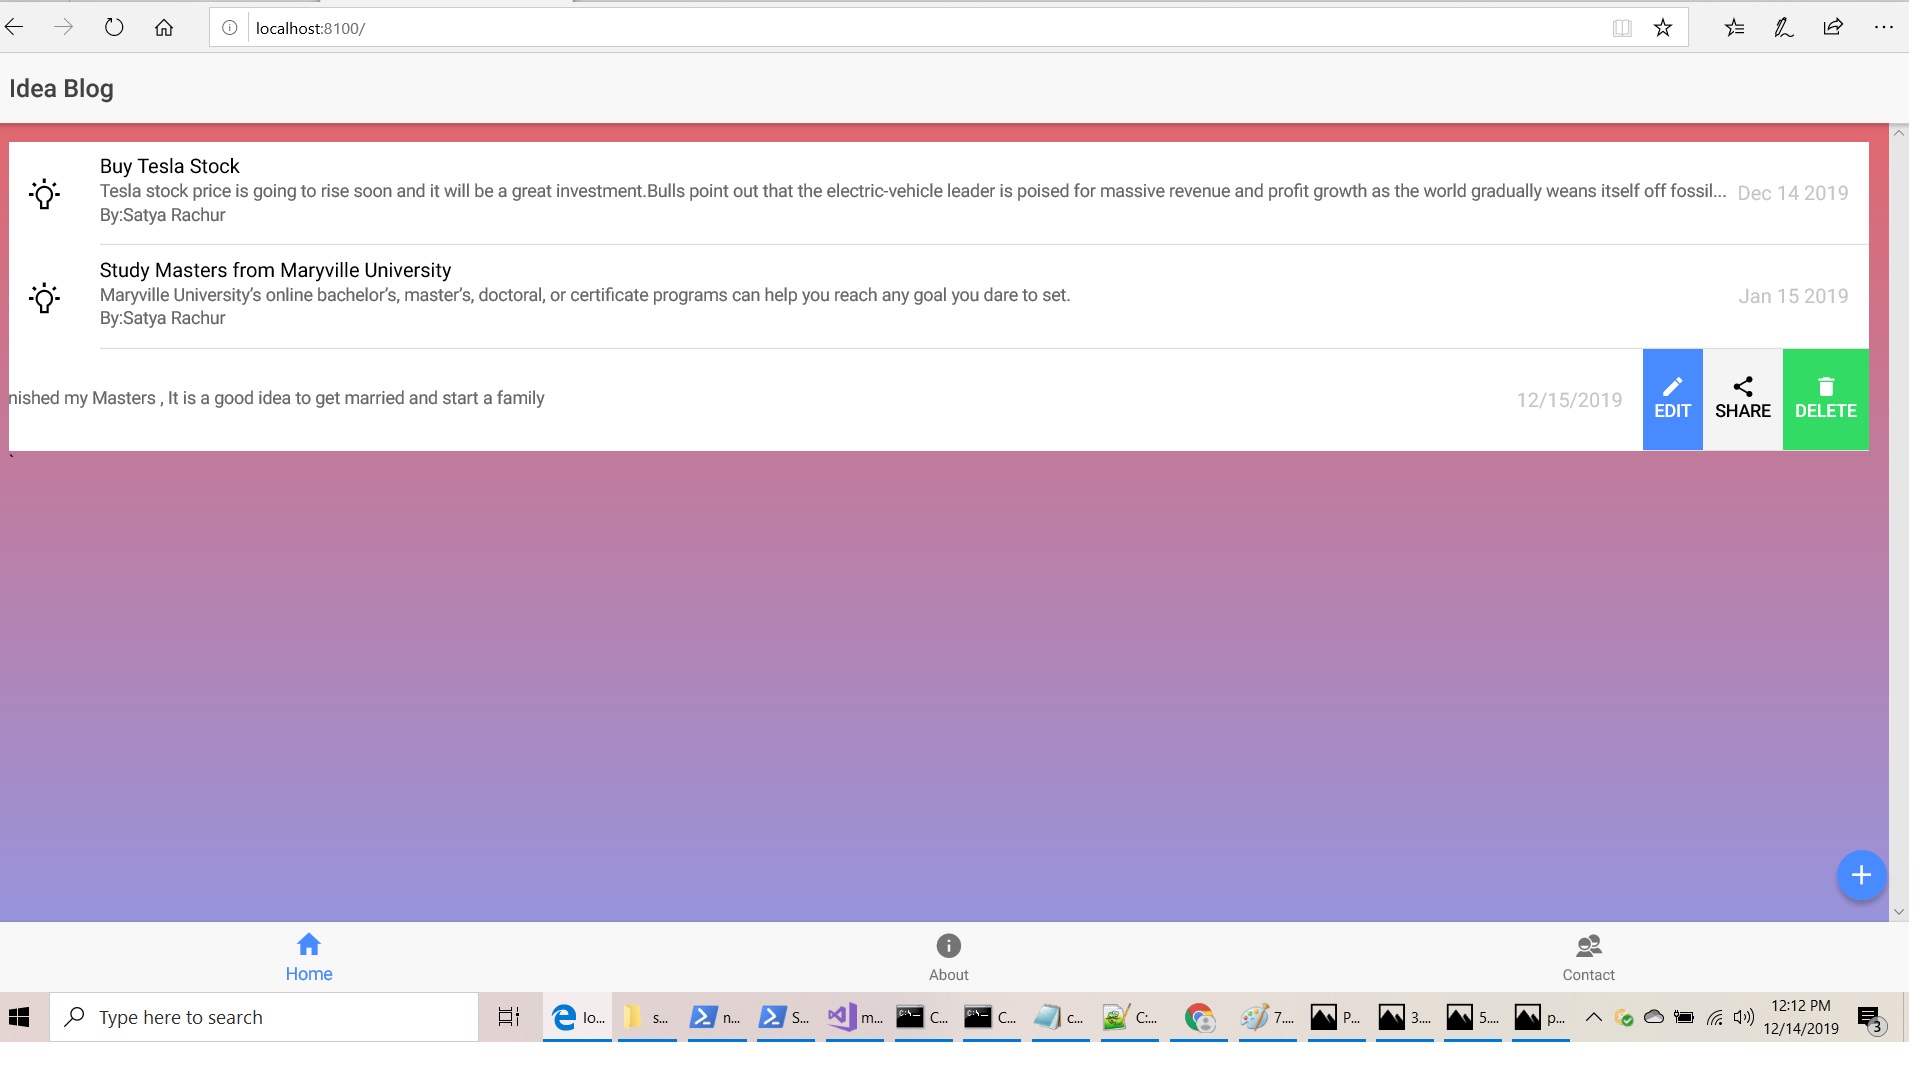 localhost:8100/
Idea Blog
Buy Tesla Stock
Tesla stock price is going to rise soon and it will be a great investment.Bulls point out that the electric-vehicle leader is poised for massive revenue and profit growth as the world gradually weans itself off fossil...
Dec 14 2019
By:Satya Rachur
Study Masters from Maryville University
Maryville University’s online bachelor’s, master’s, doctoral, or certificate programs can help you reach any goal you dare to set.
Jan 15 2019
By:Satya Rachur
nished my Masters , It is a good idea to get married and start a family
12/15/2019
EDIT
SHARE
DELETE
`
Home
About
Contact
Type here to search
lo...
s...
n...
S...
m...
C...
C...
c...
C:...
7....
P...
3....
5....
p...
12:12 PM
12/14/2019
3